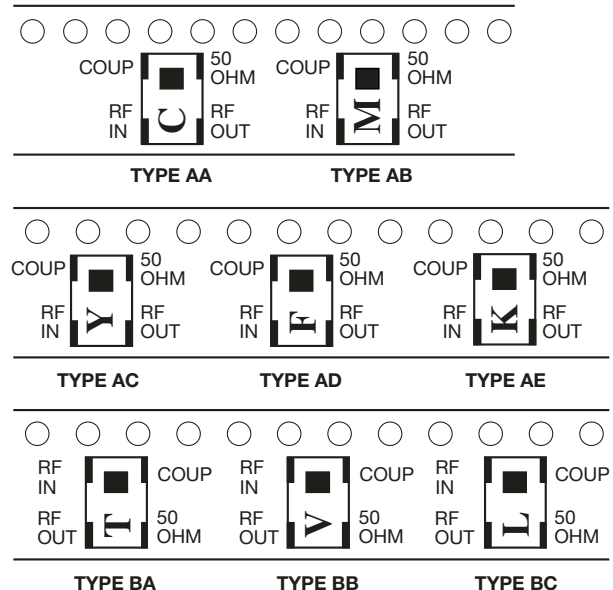 COUP 50 OHM COUP 50 OHM
RF IN C RF OUT RF IN M RF OUT
TYPE AA TYPE AB
COUP 50 OHM COUP 50 OHM COUP 50 OHM
RF IN Y RF OUT RF IN F RF OUT RF IN K RF OUT
TYPE AC TYPE AD TYPE AE
RF IN COUP RF IN COUP RF IN COUP
RF OUT T 50 OHM RF OUT V 50 OHM RF OUT L 50 OHM
TYPE BA TYPE BB TYPE BC